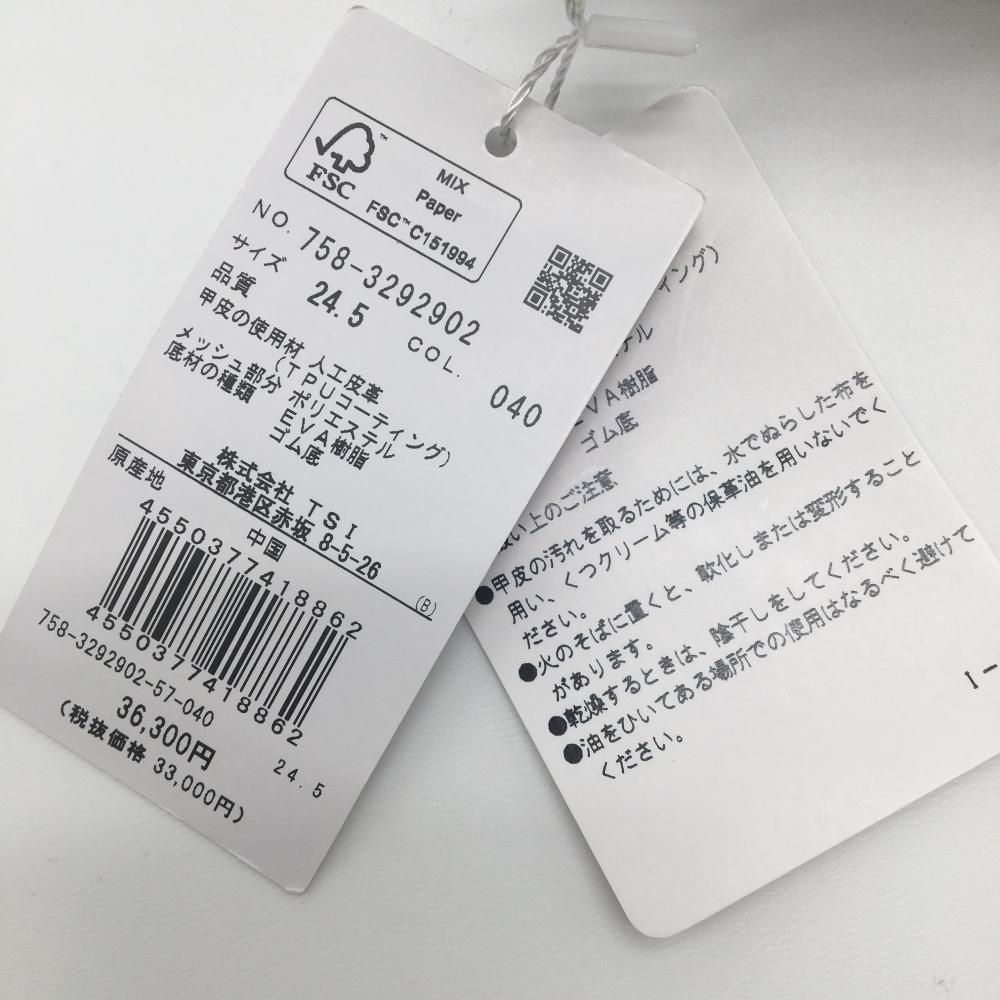 FSC™
MIX
Paper
FSC™ C151994
NO. 758-3292902
サイズ 24.5 COL. 040
品質
甲皮の使用材 人工皮革
(TPUコーティング)
メッシュ部分 ポリエステル
底材の種類 EVA樹脂
ゴム底
株式会社 TSI
東京都港区赤坂 8-5-26
原産地 中国 (B)
4550377418862
4550377418862
758-3292902-57-040
24.5
36,300円
(税抜価格 33,000円)
ィング)
テル
VA樹脂
ゴム底
扱い上のご注意
●甲皮の汚れを取るためには、水でぬらした布を
用い、くつクリーム等の保革油を用いないでく
ださい。
●火のそばに置くと、軟化しまたは変形すること
があります。
●乾燥するときは、陰干しをしてください。
●油をひいてある場所での使用はなるべく避けて
ください。